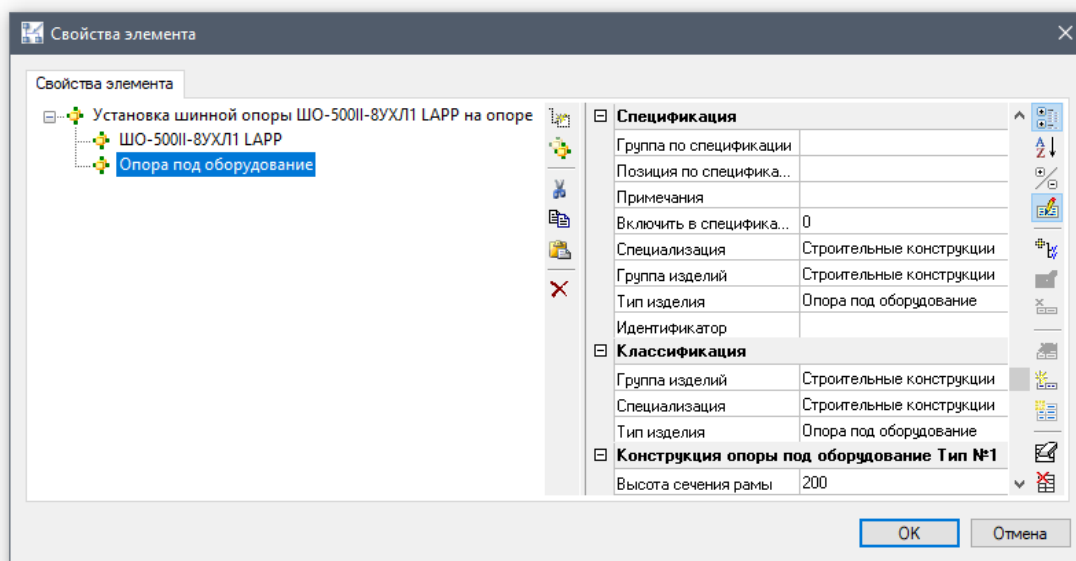 Свойства элемента
Свойства элемента
Установка шинной опоры ШО-500II-8УХЛ1 LAPP на опоре
ШО-500II-8УХЛ1 LAPP
Опора под оборудование
Спецификация
Группа по спецификации
Позиция по специфика...
Примечания
Включить в специфика... 0
Специализация Строительные конструкции
Группа изделий Строительные конструкции
Тип изделия Опора под оборудование
Идентификатор
Классификация
Группа изделий Строительные конструкции
Специализация Строительные конструкции
Тип изделия Опора под оборудование
Конструкция опоры под оборудование Тип №1
Высота сечения рамы 200
OK Отмена